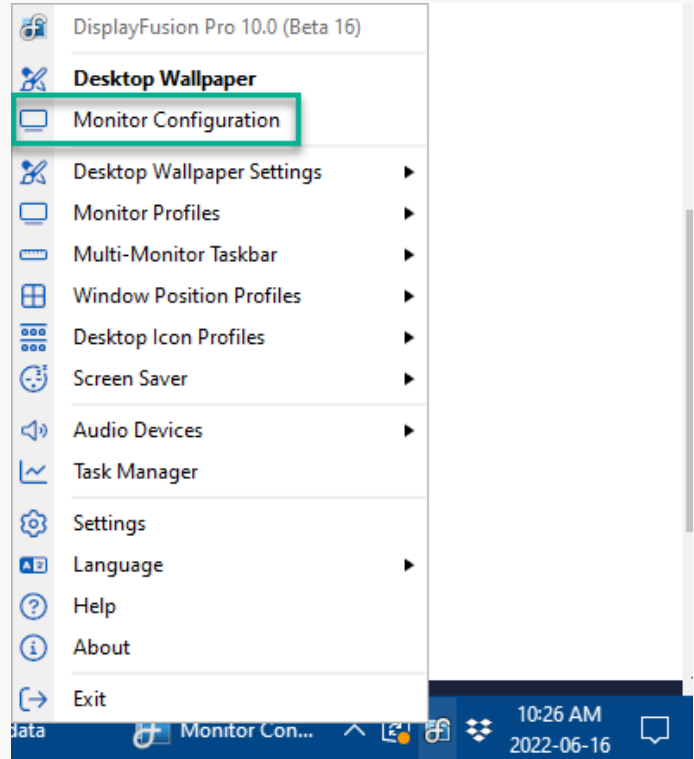 DisplayFusion Pro 10.0 (Beta 16)
Desktop Wallpaper
Monitor Configuration
Desktop Wallpaper Settings
Monitor Profiles
Multi-Monitor Taskbar
Window Position Profiles
Desktop Icon Profiles
Screen Saver
Audio Devices
Task Manager
Settings
Language
Help
About
Exit
data
Monitor Con...
10:26 AM
2022-06-16